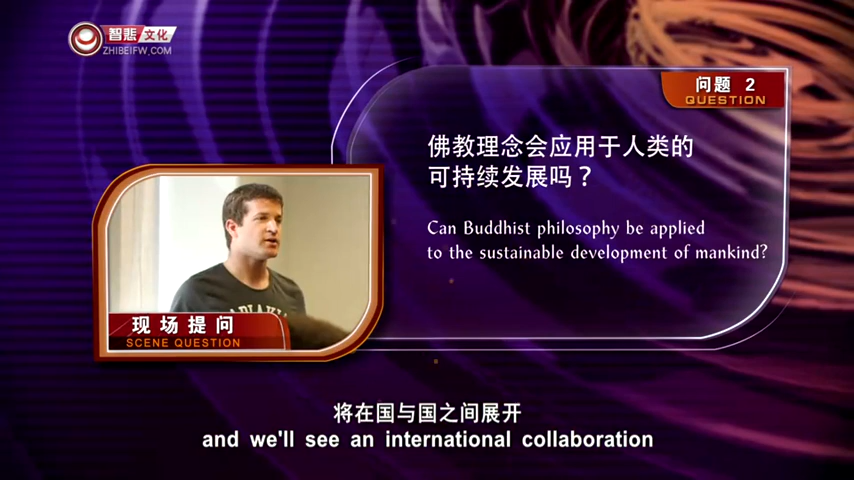 智悲文化
ZHIBEIFW.COM
问题 2
QUESTION
佛教理念会应用于人类的
可持续发展吗？
Can Buddhist philosophy be applied
to the sustainable development of mankind?
现场提问
SCENE QUESTION
将在国与国之间展开
and we'll see an international collaboration